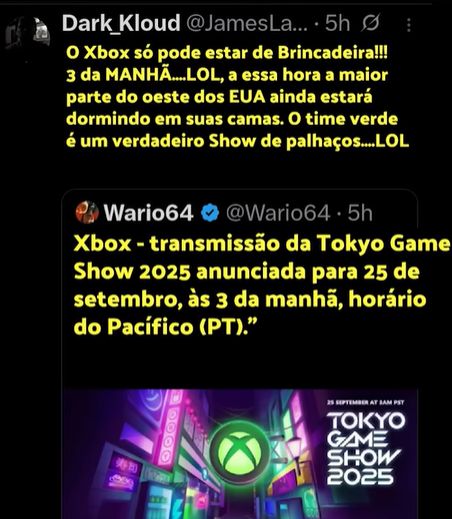 Dark_Kloud @JamesLa... · 5h
O Xbox só pode estar de Brincadeira!!!
3 da MANHÃ....LOL, a essa hora a maior
parte do oeste dos EUA ainda estará
dormindo em suas camas. O time verde
é um verdadeiro Show de palhaços....LOL
Wario64 @Wario64 · 5h
Xbox - transmissão da Tokyo Game
Show 2025 anunciada para 25 de
setembro, às 3 da manhã, horário
do Pacífico (PT).”
25 SEPTEMBER AT 3AM PST
TOKYO
GAME
SHOW
2025